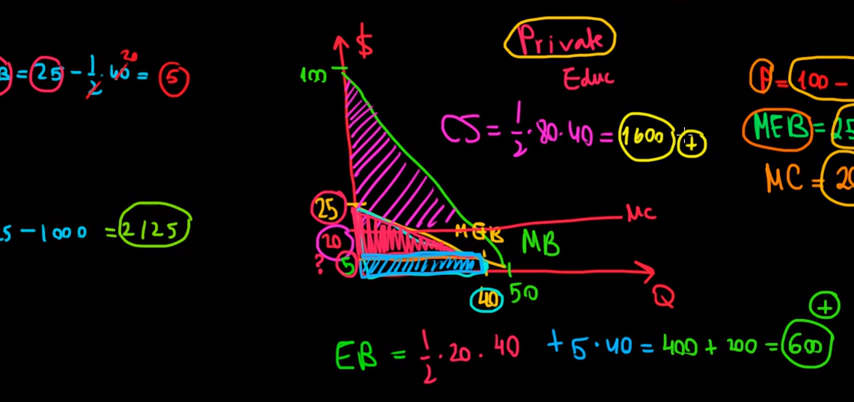 $
Private
Educ
100
B = 25 - 1/2 · 40 20 = 5
CS = 1/2 · 80 · 40 = 1600 +
P = 100 -
MEB = 25
MC = 20
25
MC
MEB
MB
20
? 5
5 - 1000 = 2125
40
50
Q
+
EB = 1/2 · 20 · 40 + 5 · 40 = 400 + 200 = 600